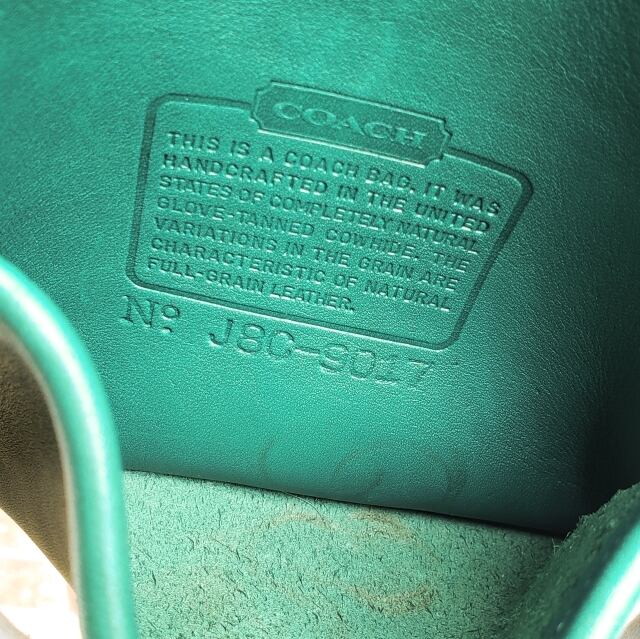 COACH
THIS IS A COACH BAG. IT WAS
HANDCRAFTED IN THE UNITED
STATES OF COMPLETELY NATURAL
GLOVE-TANNED COWHIDE. THE
VARIATIONS IN THE GRAIN ARE
CHARACTERISTIC OF NATURAL
FULL-GRAIN LEATHER.
Nº J8C-9017